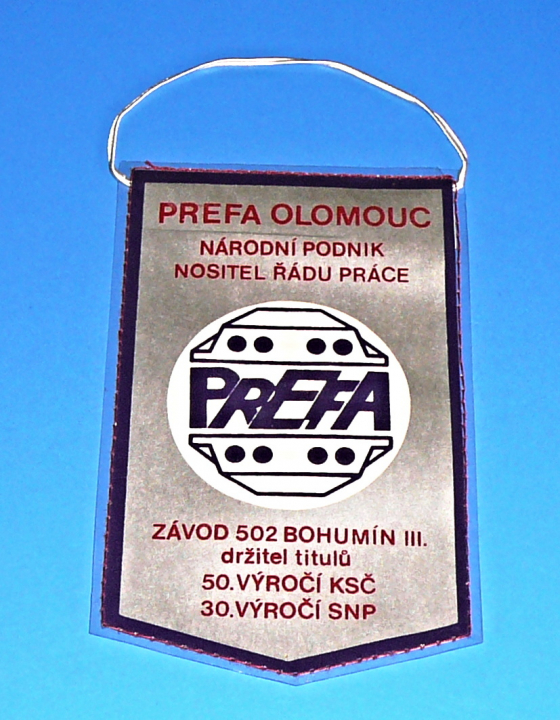 PREFA OLOMOUC
NÁRODNÍ PODNIK
NOSITEL ŘÁDU PRÁCE
PREFA
ZÁVOD 502 BOHUMÍN III.
držitel titulů
50.VÝROČÍ KSČ
30.VÝROČÍ SNP